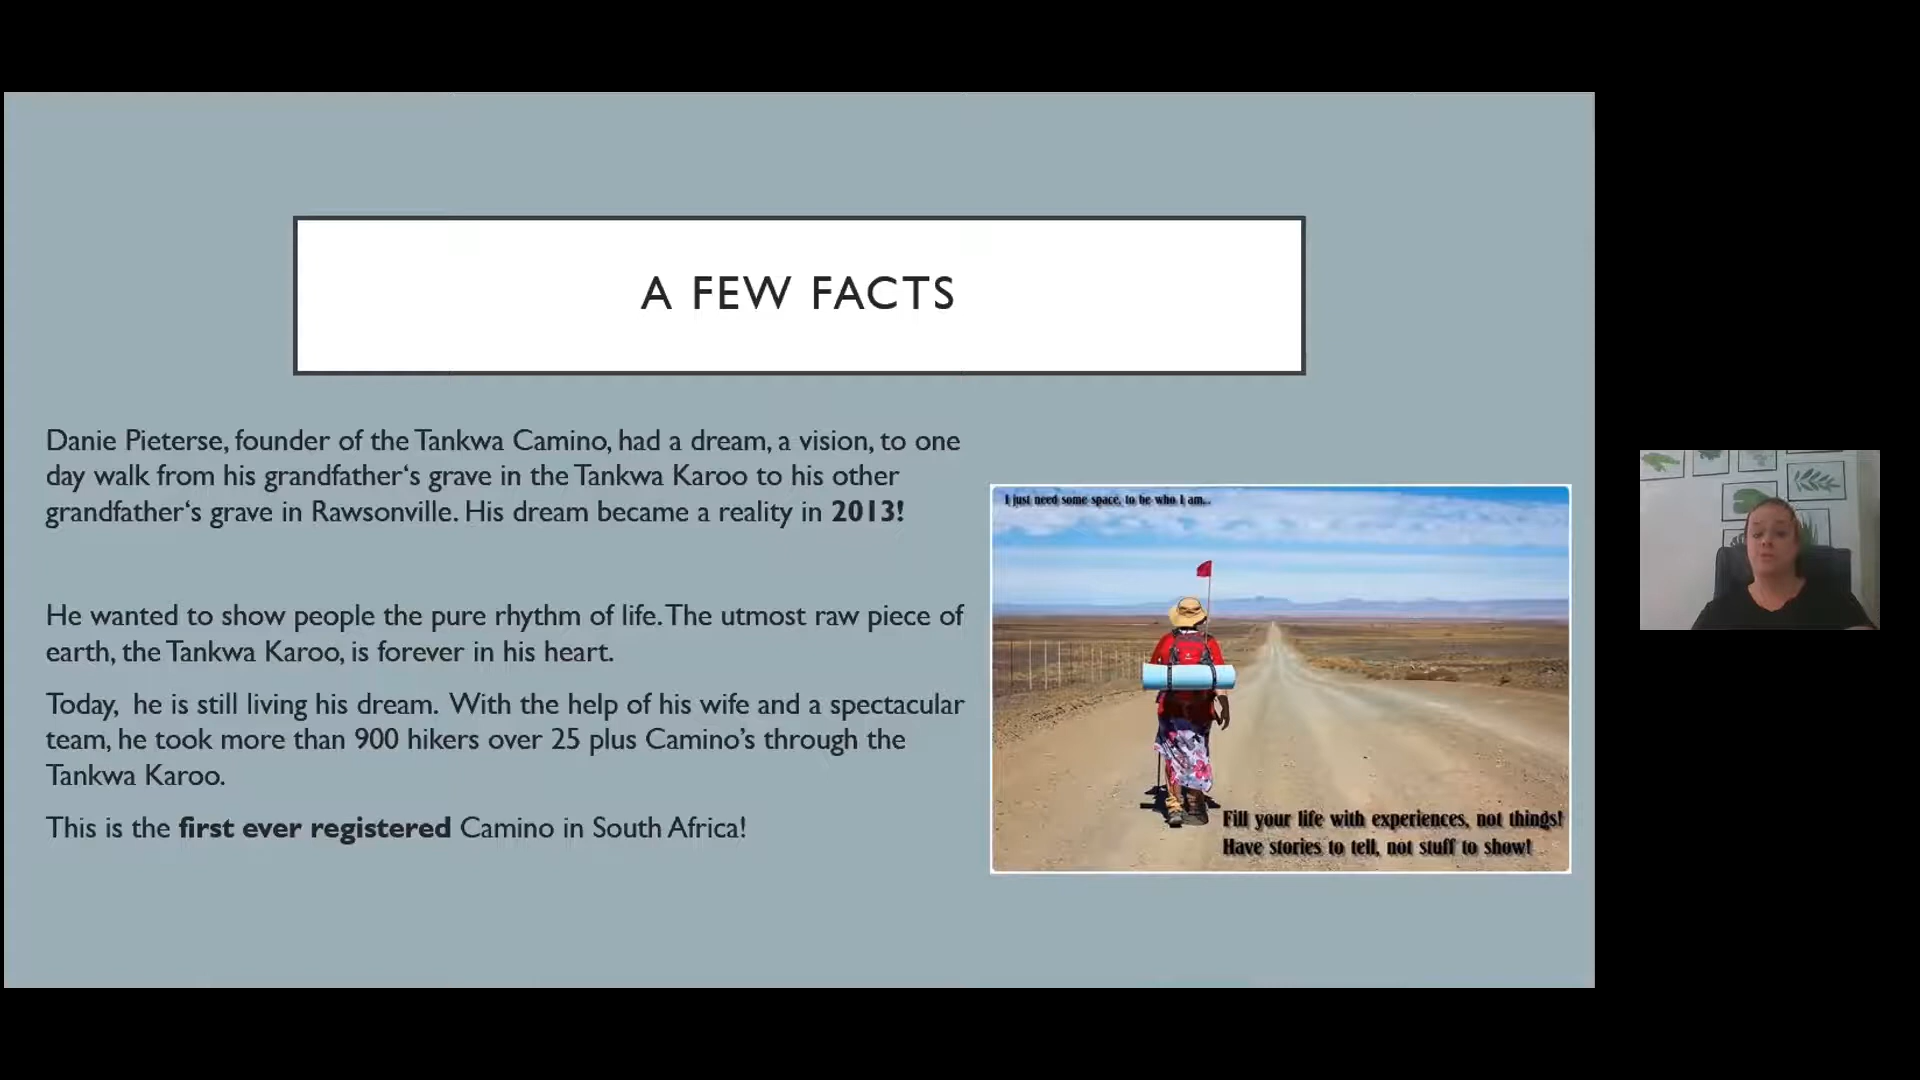 A FEW FACTS
Danie Pieterse, founder of the Tankwa Camino, had a dream, a vision, to one
day walk from his grandfather‘s grave in the Tankwa Karoo to his other
grandfather‘s grave in Rawsonville. His dream became a reality in 2013!
He wanted to show people the pure rhythm of life. The utmost raw piece of
earth, the Tankwa Karoo, is forever in his heart.
Today, he is still living his dream. With the help of his wife and a spectacular
team, he took more than 900 hikers over 25 plus Camino’s through the
Tankwa Karoo.
This is the first ever registered Camino in South Africa!
I just need some space, to be who I am...
Fill your life with experiences, not things!
Have stories to tell, not stuff to show!